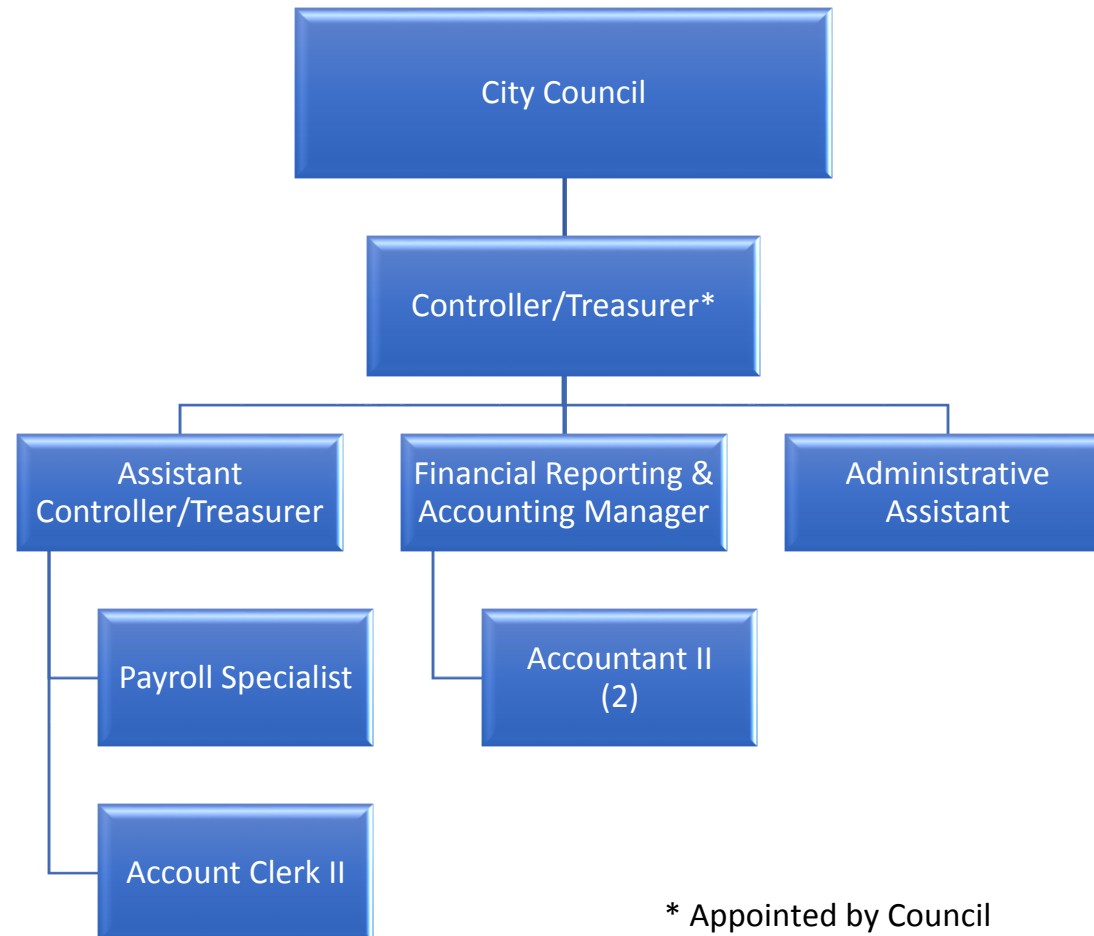 City Council
Controller/Treasurer*
Assistant
Controller/Treasurer
Financial Reporting &
Accounting Manager
Administrative
Assistant
Payroll Specialist
Accountant II
(2)
Account Clerk II
* Appointed by Council